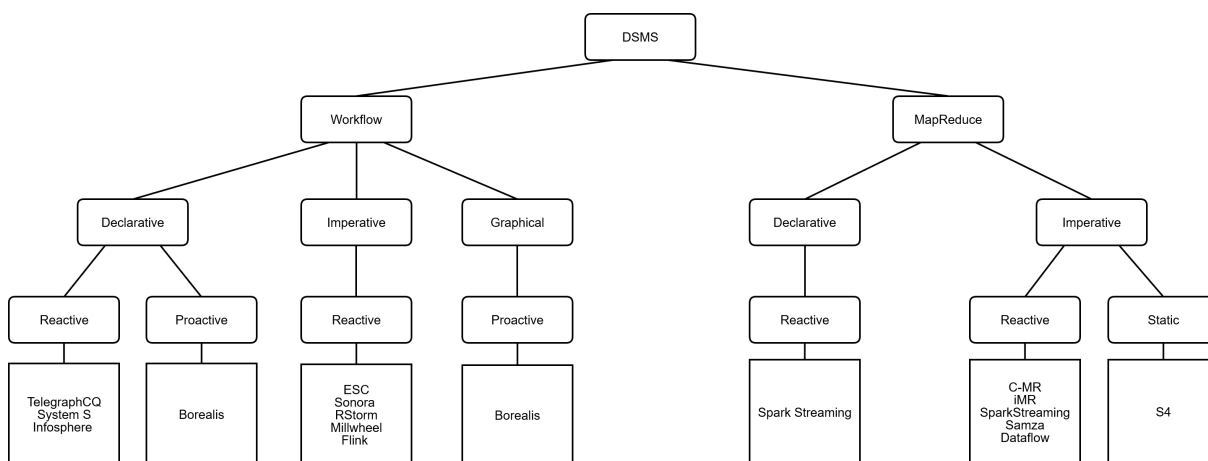 DSMS
Workflow
MapReduce
Declarative
Imperative
Graphical
Declarative
Imperative
Reactive
Proactive
Reactive
Proactive
Reactive
Reactive
Static
TelegraphCQ
System S
Infosphere
Borealis
ESC
Sonora
RStorm
Millwheel
Flink
Borealis
Spark Streaming
C-MR
iMR
SparkStreaming
Samza
Dataflow
S4